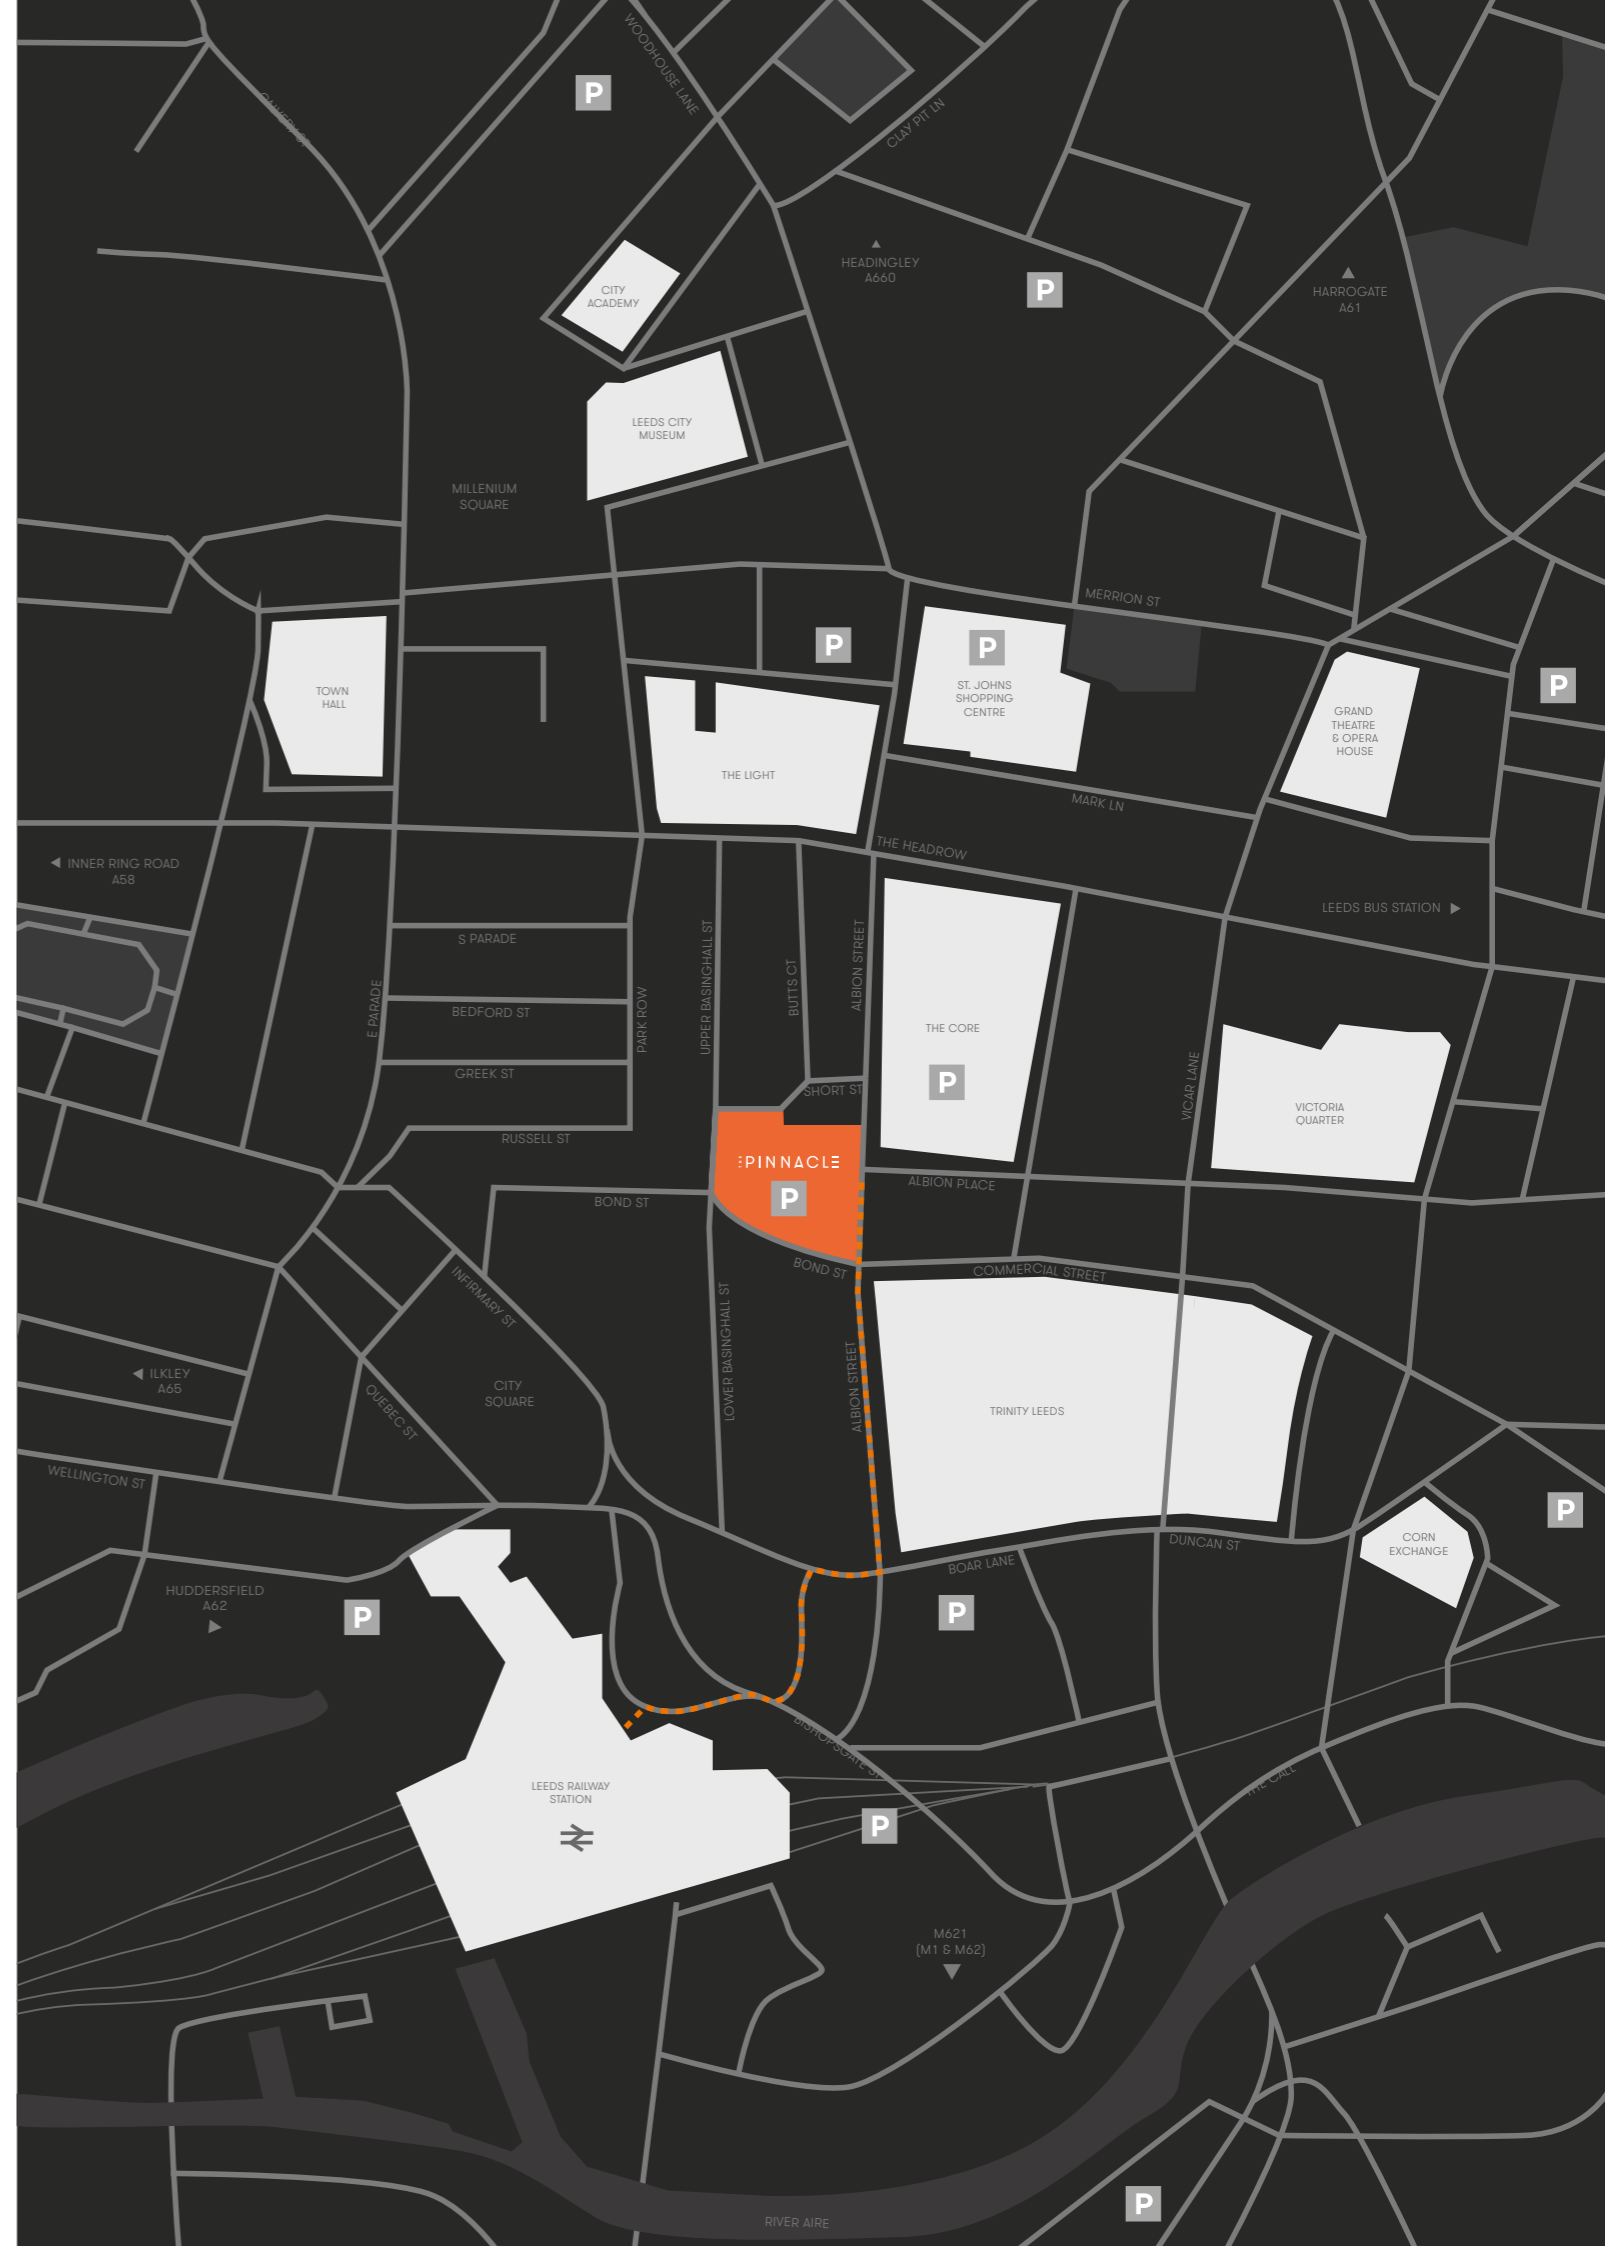 WOODHOUSE LANE
P
CALVERLY ST
CLAY PIT LN
HEADINGLEY
A660
P
HARROGATE
A61
CITY
ACADEMY
LEEDS CITY
MUSEUM
MILLENIUM
SQUARE
MERRION ST
P
P
ST. JOHNS
SHOPPING
CENTRE
P
TOWN
HALL
GRAND
THEATRE
& OPERA
HOUSE
THE LIGHT
MARK LN
THE HEADROW
INNER RING ROAD
A58
LEEDS BUS STATION
S PARADE
E PARADE
BEDFORD ST
PARK ROW
UPPER BASINGHALL ST
BUTTS CT
ALBION STREET
THE CORE
P
GREEK ST
SHORT ST
VICAR LANE
VICTORIA
QUARTER
RUSSELL ST
PINNACLE
P
ALBION PLACE
BOND ST
BOND ST
COMMERCIAL STREET
INFIRMARY ST
LOWER BASINGHALL ST
ALBION STREET
ILKLEY
A65
CITY
SQUARE
QUEBEC ST
TRINITY LEEDS
WELLINGTON ST
P
CORN
EXCHANGE
DUNCAN ST
BOAR LANE
HUDDERSFIELD
A62
P
P
BISHOPSGATE ST
THE CALL
LEEDS RAILWAY
STATION
P
M621
(M1 & M62)
P
RIVER AIRE